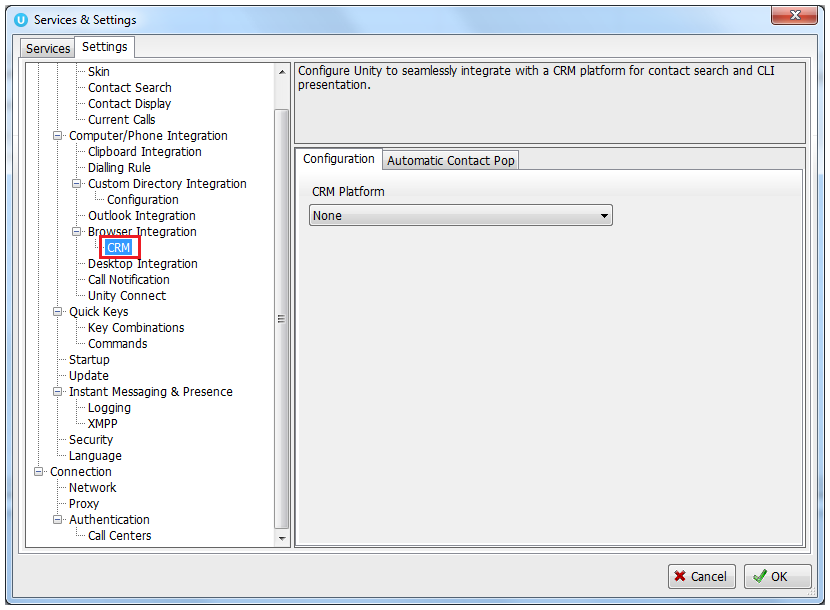 Services & Settings
Services
Settings
Skin
Contact Search
Contact Display
Current Calls
Computer/Phone Integration
Clipboard Integration
Dialling Rule
Custom Directory Integration
Configuration
Outlook Integration
Browser Integration
CRM
Desktop Integration
Call Notification
Unity Connect
Quick Keys
Key Combinations
Commands
Startup
Update
Instant Messaging & Presence
Logging
XMPP
Security
Language
Connection
Network
Proxy
Authentication
Call Centers
Configure Unity to seamlessly integrate with a CRM platform for contact search and CLI
presentation.
Configuration
Automatic Contact Pop
CRM Platform
None
Cancel
OK